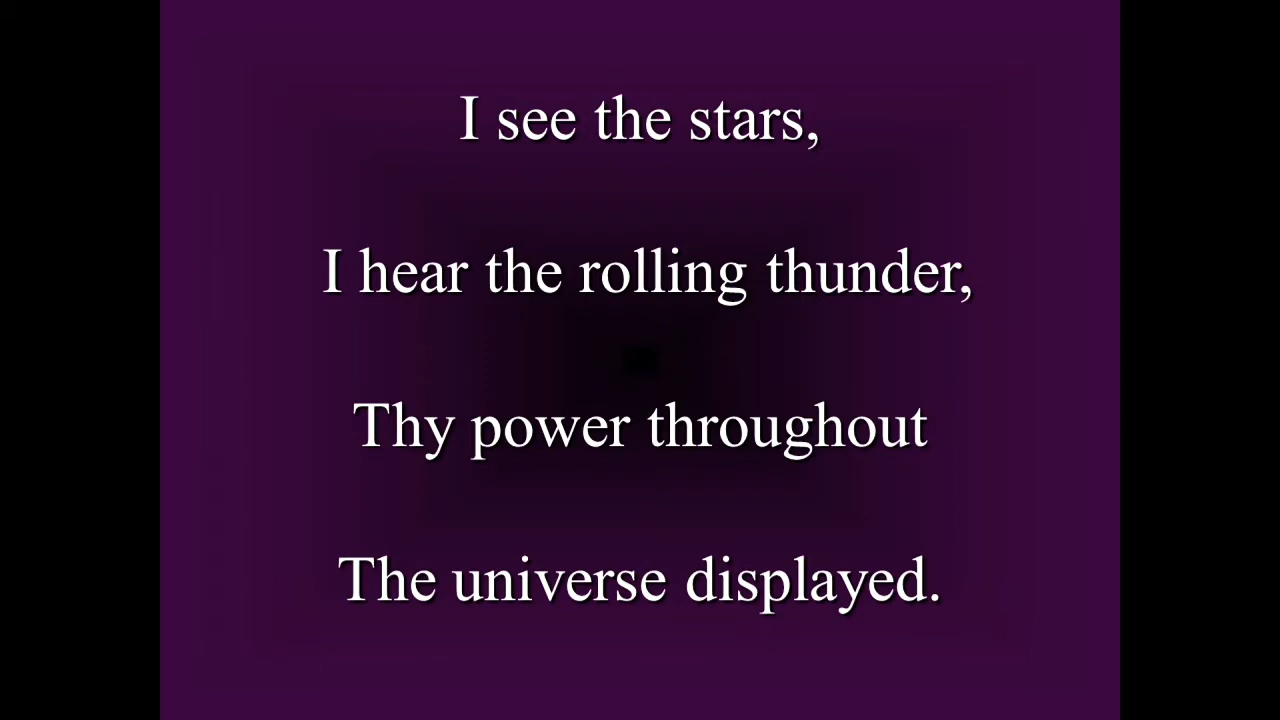 I see the stars,
I hear the rolling thunder,
Thy power throughout
The universe displayed.